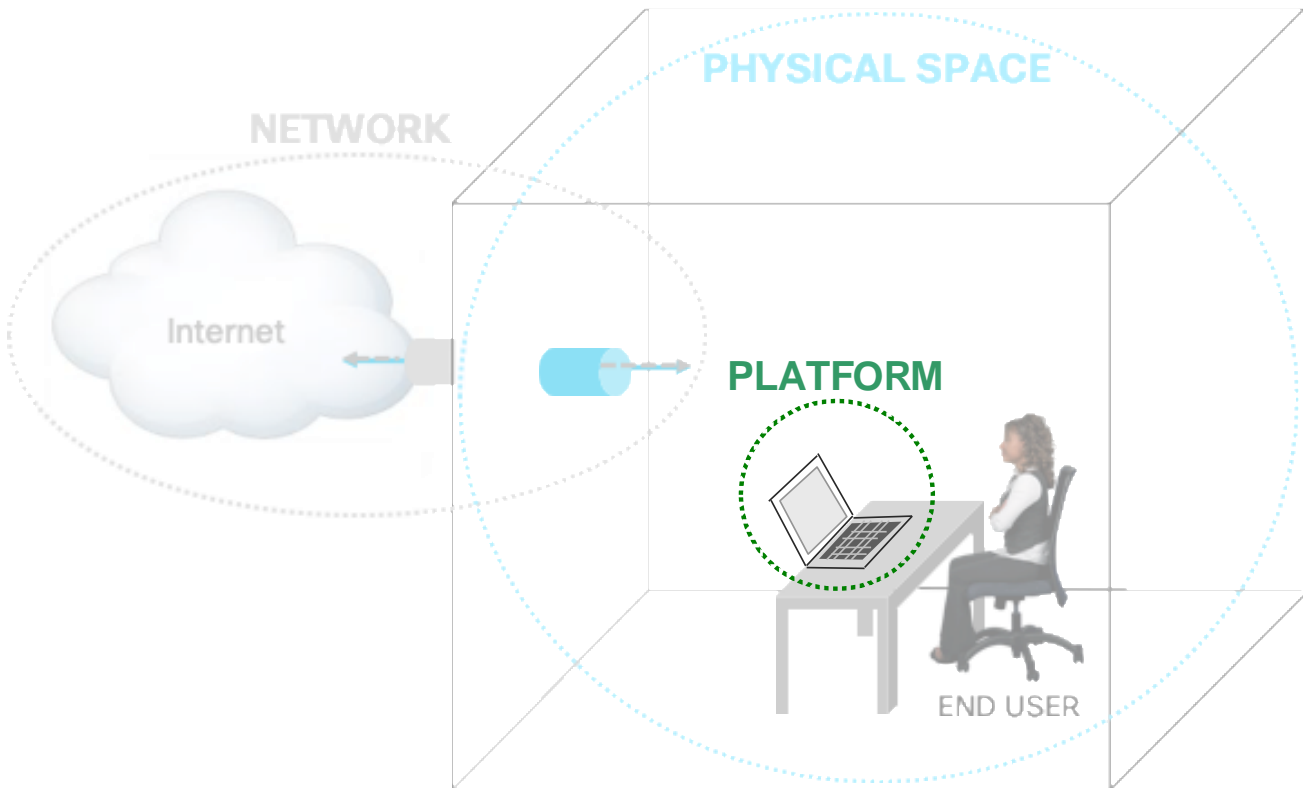 PHYSICAL SPACE
NETWORK
Internet
PLATFORM
END USER